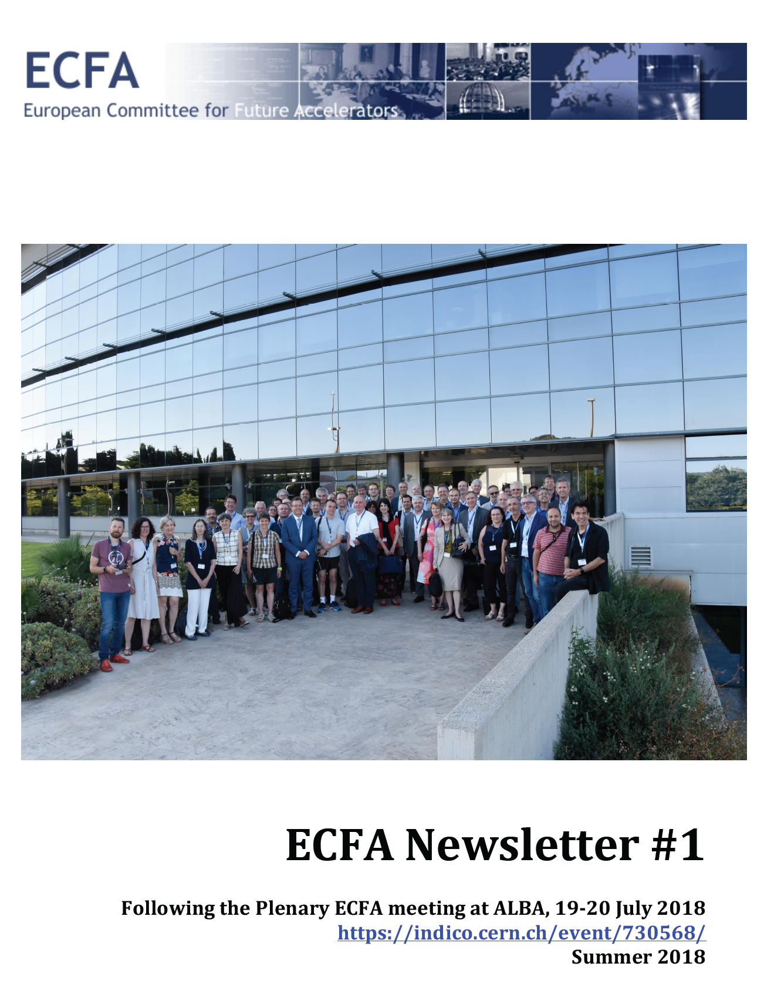 ECFA
European Committee for Future Accelerators
ECFA Newsletter #1
Following the Plenary ECFA meeting at ALBA, 19-20 July 2018
https://indico.cern.ch/event/730568/
Summer 2018